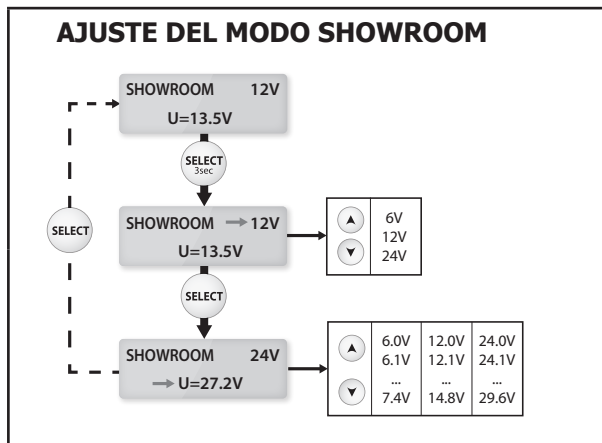 AJUSTE DEL MODO SHOWROOM
SHOWROOM 12V
U=13.5V
SELECT
3sec
SHOWROOM 12V
U=13.5V
6V
12V
24V
SELECT
SELECT
SHOWROOM 24V
U=27.2V
6.0V 12.0V 24.0V
6.1V 12.1V 24.1V
... ... ...
7.4V 14.8V 29.6V